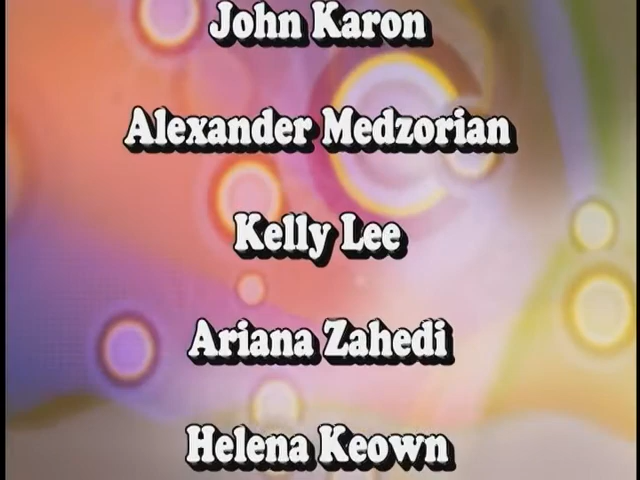 John Karon
Alexander Medzorian
Kelly Lee
Ariana Zahedi
Helena Keown